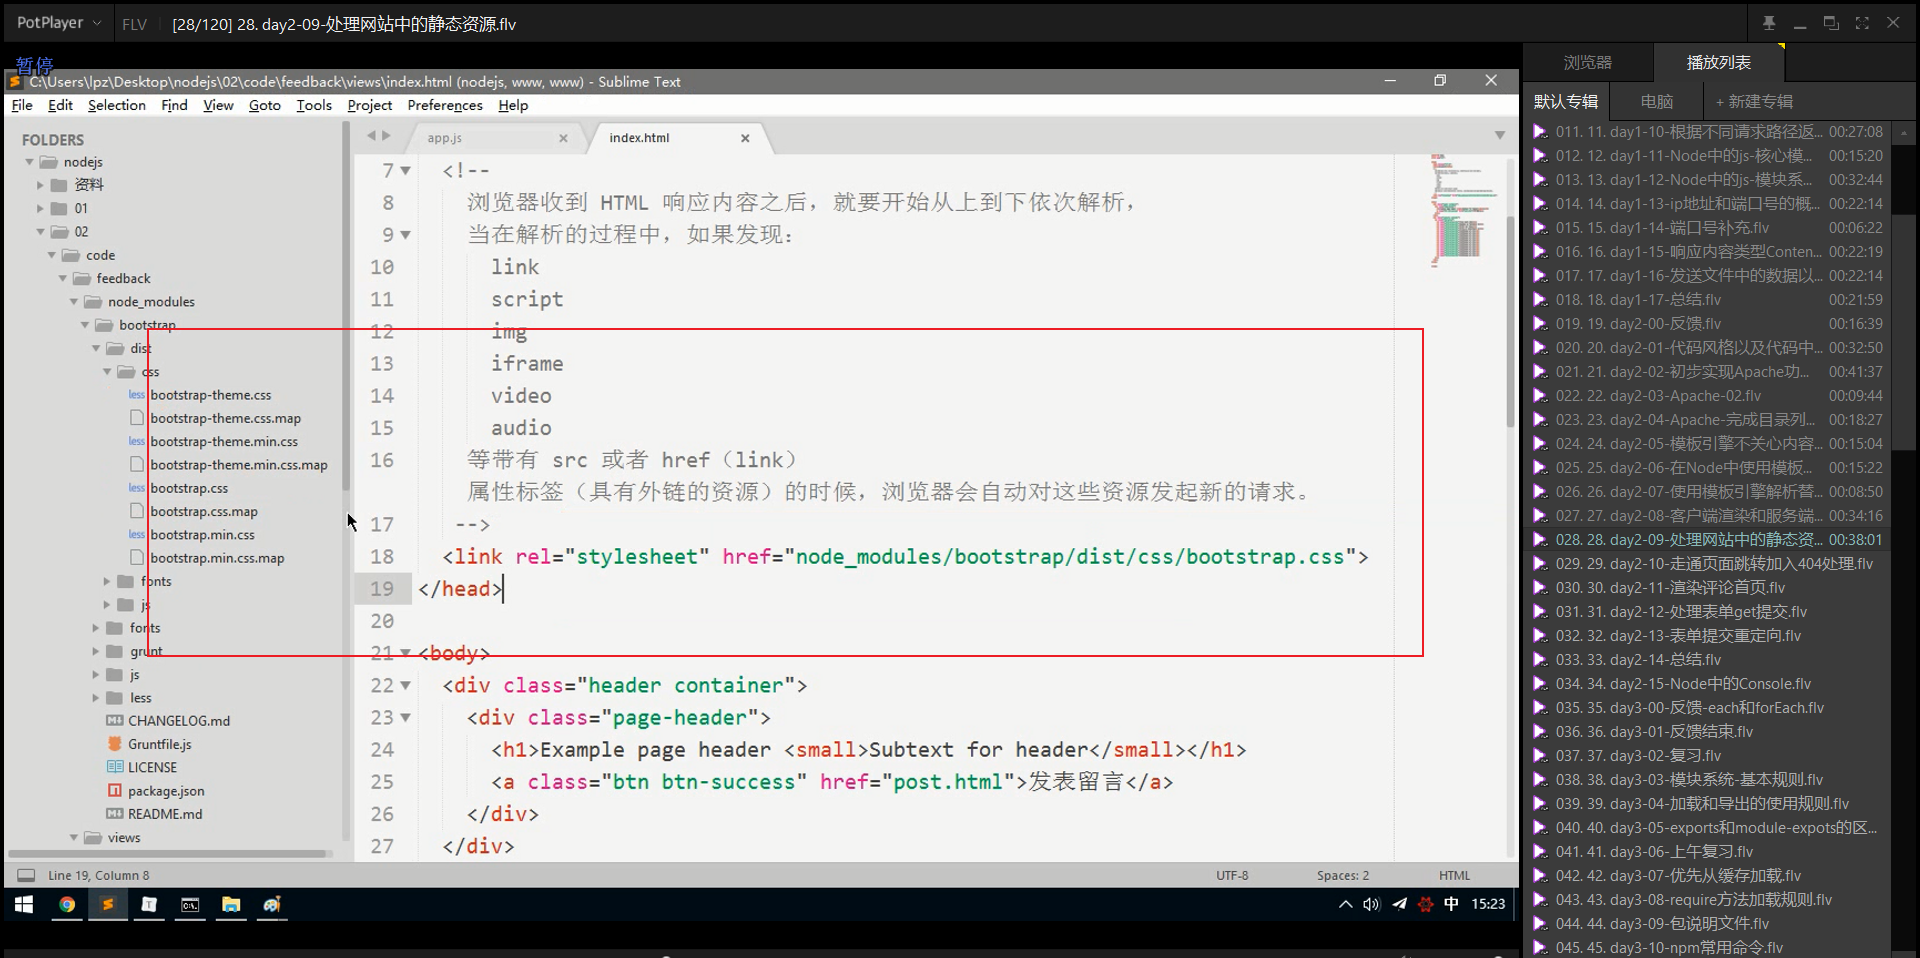 PotPlayer
FLV
[28/120] 28. day2-09-处理网站中的静态资源.flv
暂停
C:\Users\lpz\Desktop\nodejs\02\code\feedback\views\index.html (nodejs, www, www) - Sublime Text
File Edit Selection Find View Goto Tools Project Preferences Help
FOLDERS
nodejs
资料
01
02
code
feedback
node_modules
bootstrap
dist
css
less bootstrap-theme.css
bootstrap-theme.css.map
less bootstrap-theme.min.css
bootstrap-theme.min.css.map
less bootstrap.css
bootstrap.css.map
less bootstrap.min.css
bootstrap.min.css.map
fonts
js
fonts
grunt
js
less
CHANGELOG.md
Gruntfile.js
LICENSE
package.json
README.md
views
app.js
index.html
7 <!--
8 浏览器收到 HTML 响应内容之后，就要开始从上到下依次解析，
9 当在解析的过程中，如果发现：
10 link
11 script
12 img
13 iframe
14 video
15 audio
16 等带有 src 或者 href（link）
属性标签（具有外链的资源）的时候，浏览器会自动对这些资源发起新的请求。
17 -->
18 <link rel="stylesheet" href="node_modules/bootstrap/dist/css/bootstrap.css">
19 </head>
20
21 <body>
22 <div class="header container">
23 <div class="page-header">
24 <h1>Example page header <small>Subtext for header</small></h1>
25 <a class="btn btn-success" href="post.html">发表留言</a>
26 </div>
27 </div>
Line 19, Column 8
UTF-8
Spaces: 2
HTML
中
15:23
浏览器
播放列表
默认专辑
电脑
+ 新建专辑
011. 11. day1-10-根据不同请求路径返... 00:27:08
012. 12. day1-11-Node中的js-核心模... 00:15:20
013. 13. day1-12-Node中的js-模块系... 00:32:44
014. 14. day1-13-ip地址和端口号的概... 00:22:14
015. 15. day1-14-端口号补充.flv 00:06:22
016. 16. day1-15-响应内容类型Conten... 00:22:19
017. 17. day1-16-发送文件中的数据以... 00:22:14
018. 18. day1-17-总结.flv 00:21:59
019. 19. day2-00-反馈.flv 00:16:39
020. 20. day2-01-代码风格以及代码中... 00:32:50
021. 21. day2-02-初步实现Apache功... 00:41:37
022. 22. day2-03-Apache-02.flv 00:09:44
023. 23. day2-04-Apache-完成目录列... 00:18:27
024. 24. day2-05-模板引擎不关心内容... 00:15:04
025. 25. day2-06-在Node中使用模板... 00:15:22
026. 26. day2-07-使用模板引擎解析替... 00:08:50
027. 27. day2-08-客户端渲染和服务端... 00:34:16
028. 28. day2-09-处理网站中的静态资... 00:38:01
029. 29. day2-10-走通页面跳转加入404处理.flv
030. 30. day2-11-渲染评论首页.flv
031. 31. day2-12-处理表单get提交.flv
032. 32. day2-13-表单提交重定向.flv
033. 33. day2-14-总结.flv
034. 34. day2-15-Node中的Console.flv
035. 35. day3-00-反馈-each和forEach.flv
036. 36. day3-01-反馈结束.flv
037. 37. day3-02-复习.flv
038. 38. day3-03-模块系统-基本规则.flv
039. 39. day3-04-加载和导出的使用规则.flv
040. 40. day3-05-exports和module-expots的区...
041. 41. day3-06-上午复习.flv
042. 42. day3-07-优先从缓存加载.flv
043. 43. day3-08-require方法加载规则.flv
044. 44. day3-09-包说明文件.flv
045. 45. day3-10-npm常用命令.flv